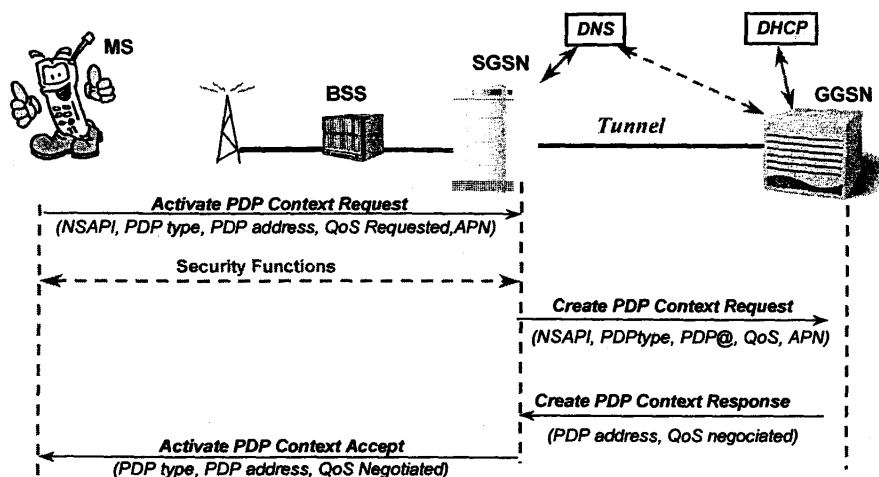 MS
BSS
SGSN
DNS
DHCP
GGSN
Tunnel
Activate PDP Context Request
(NSAPI, PDP type, PDP address, QoS Requested,APN)
Security Functions
Create PDP Context Request
(NSAPI, PDPtype, PDP@, QoS, APN)
Create PDP Context Response
(PDP address, QoS negociated)
Activate PDP Context Accept
(PDP type, PDP address, QoS Negotiated)